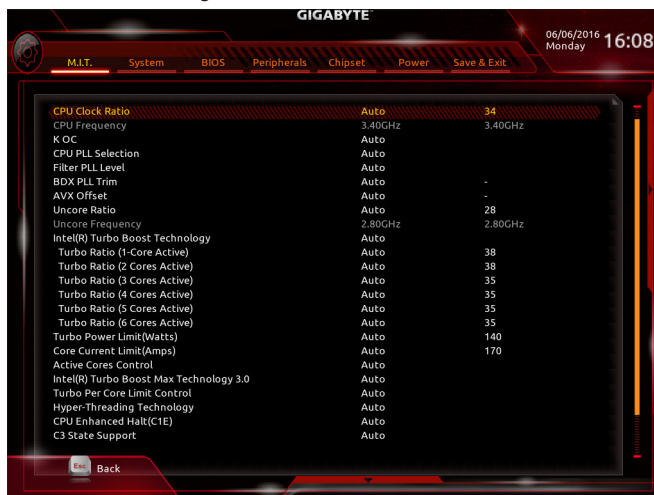 GIGABYTE™
06/06/2016 Monday 16:08
M.I.T. System BIOS Peripherals Chipset Power Save & Exit
CPU Clock Ratio Auto 34
CPU Frequency 3.40GHz 3.40GHz
K OC Auto
CPU PLL Selection Auto
Filter PLL Level Auto
BDX PLL Trim Auto -
AVX Offset Auto -
Uncore Ratio Auto 28
Uncore Frequency 2.80GHz 2.80GHz
Intel(R) Turbo Boost Technology Auto
Turbo Ratio (1-Core Active) Auto 38
Turbo Ratio (2 Cores Active) Auto 38
Turbo Ratio (3 Cores Active) Auto 35
Turbo Ratio (4 Cores Active) Auto 35
Turbo Ratio (5 Cores Active) Auto 35
Turbo Ratio (6 Cores Active) Auto 35
Turbo Power Limit(Watts) Auto 140
Core Current Limit(Amps) Auto 170
Active Cores Control Auto
Intel(R) Turbo Boost Max Technology 3.0 Auto
Turbo Per Core Limit Control Auto
Hyper-Threading Technology Auto
CPU Enhanced Halt(C1E) Auto
C3 State Support Auto
Esc Back